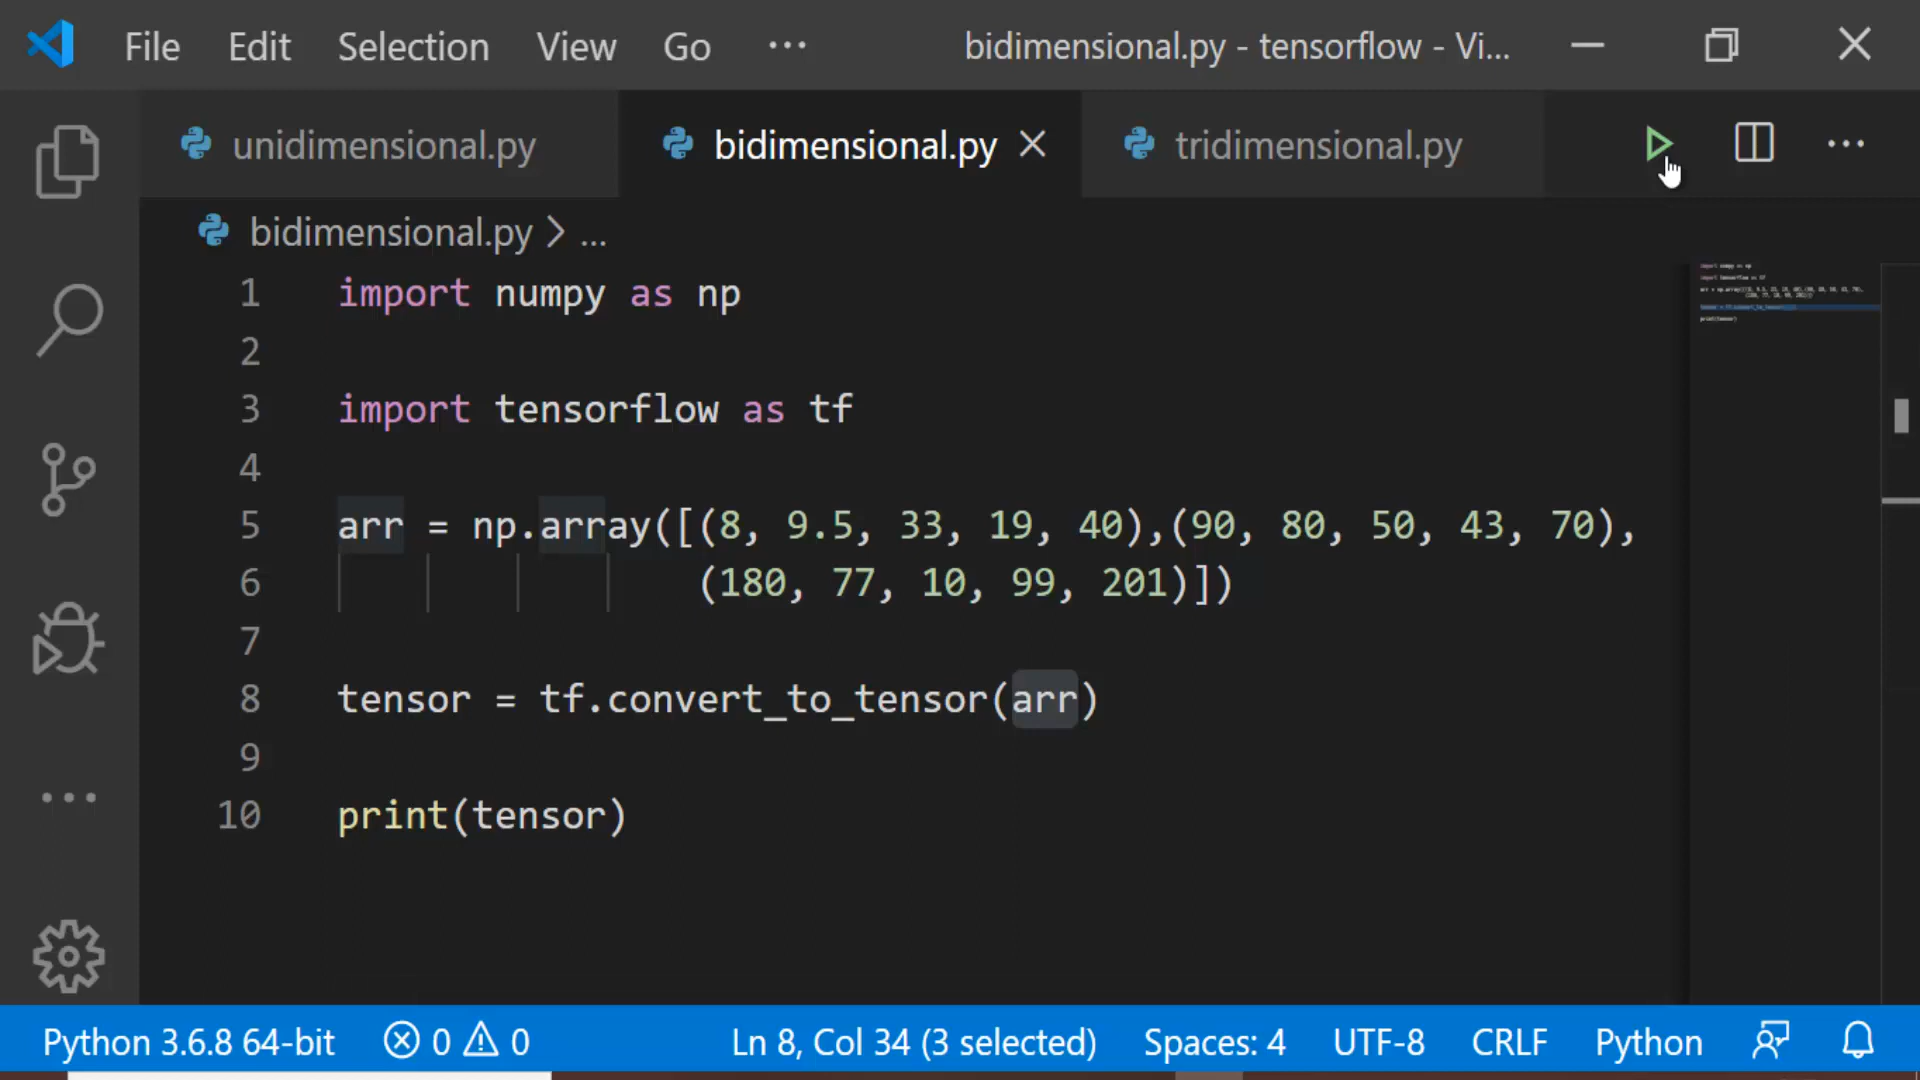 File Edit Selection View Go ... bidimensional.py - tensorflow - Vi...
unidimensional.py bidimensional.py tridimensional.py
bidimensional.py > ...
1 import numpy as np
2
3 import tensorflow as tf
4
5 arr = np.array([(8, 9.5, 33, 19, 40),(90, 80, 50, 43, 70),
6 (180, 77, 10, 99, 201)])
7
8 tensor = tf.convert_to_tensor(arr)
9
10 print(tensor)
Python 3.6.8 64-bit 0 0 Ln 8, Col 34 (3 selected) Spaces: 4 UTF-8 CRLF Python